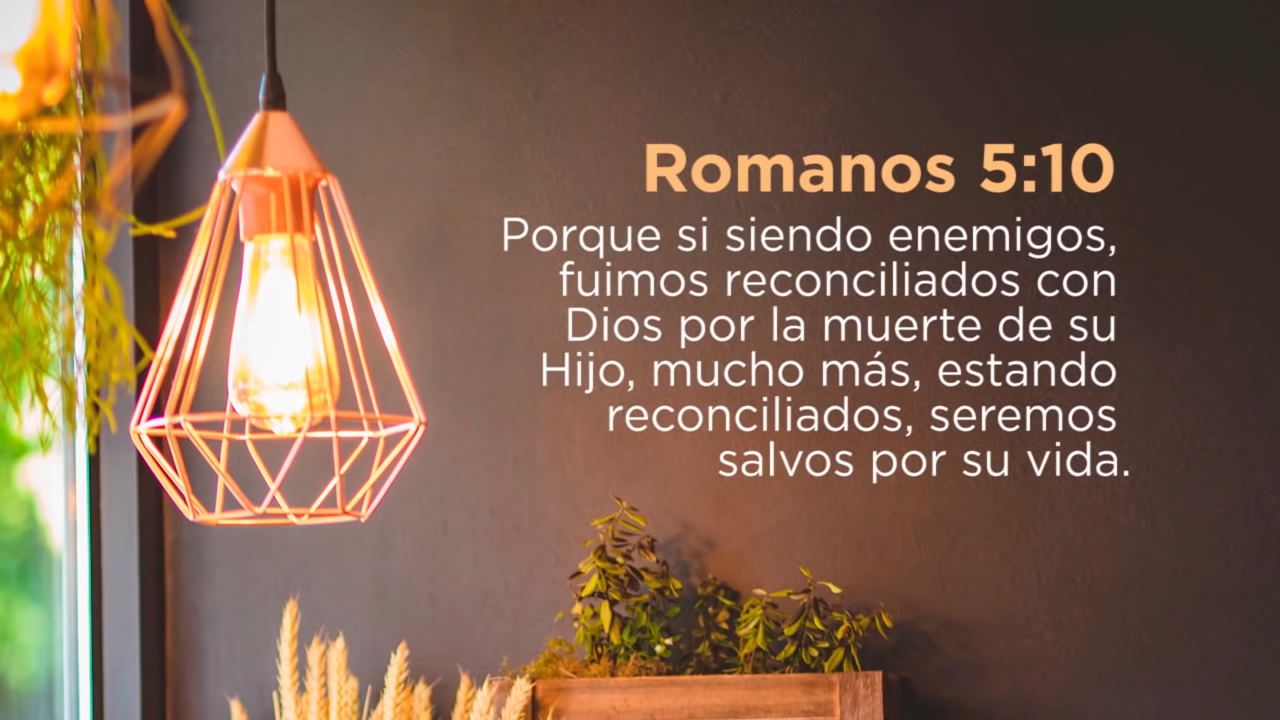 Romanos 5:10
Porque si siendo enemigos,
fuimos reconciliados con
Dios por la muerte de su
Hijo, mucho más, estando
reconciliados, seremos
salvos por su vida.